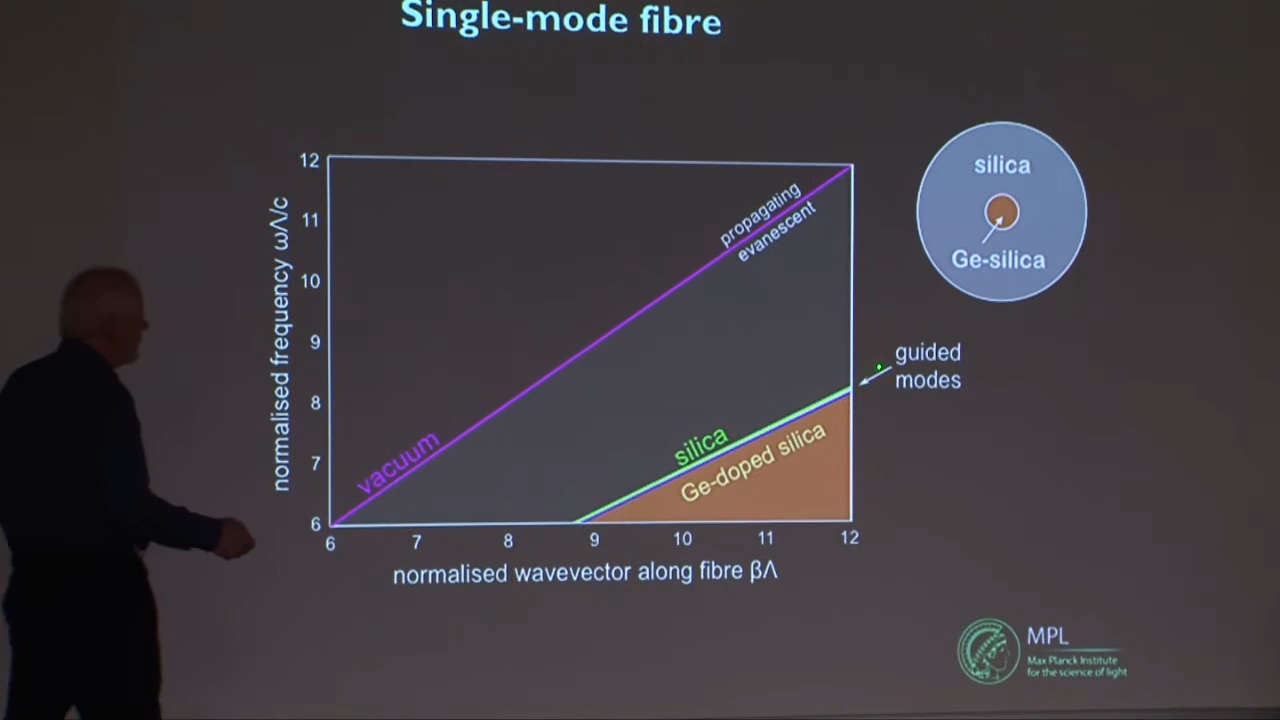 Single-mode fibre
12
11
10
9
8
7
6
normalised frequency ωΛ/c
6
7
8
9
10
11
12
normalised wavevector along fibre βΛ
vacuum
propagating
evanescent
silica
Ge-doped silica
silica
Ge-silica
guided
modes
MPL
Max Planck Institute
for the science of light